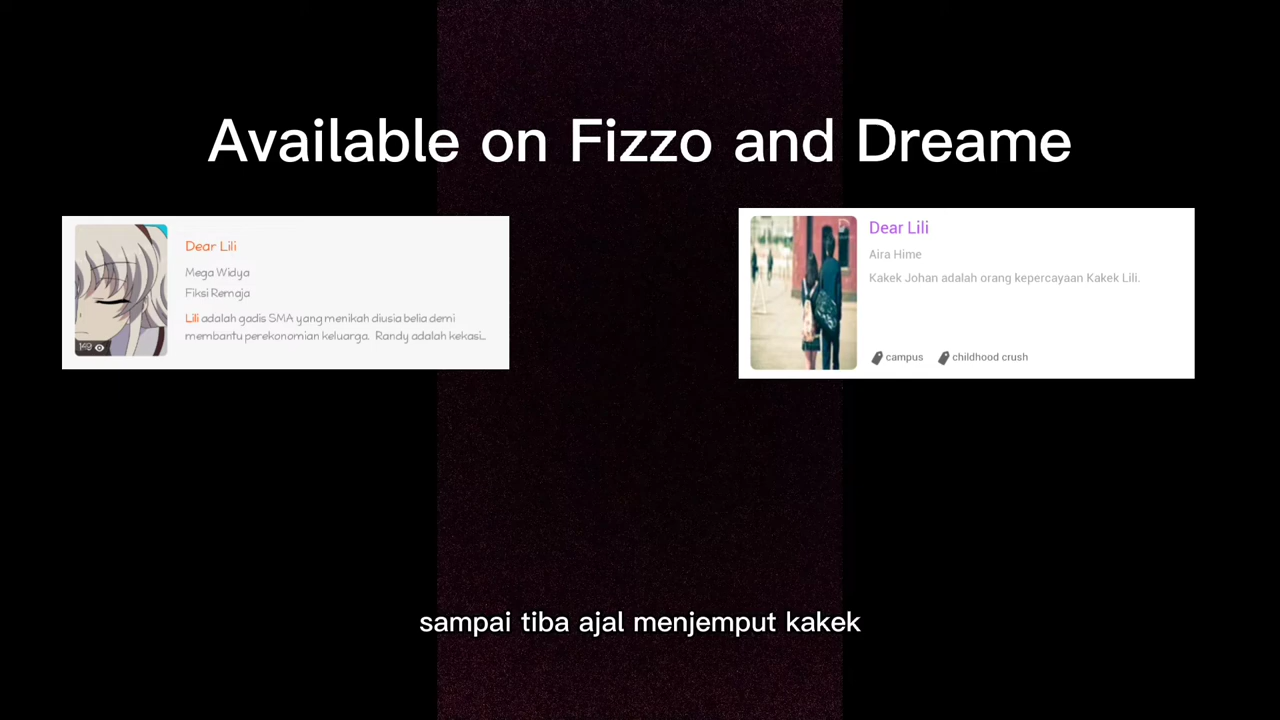 Available on Fizzo and Dreame
Dear Lili
Mega Widya
Fiksi Remaja
Lili adalah gadis SMA yang menikah diusia belia demi
membantu perekonomian keluarga. Randy adalah kekasi...
149
Dear Lili
Aira Hime
Kakek Johan adalah orang kepercayaan Kakek Lili.
campus childhood crush
sampai tiba ajal menjemput kakek